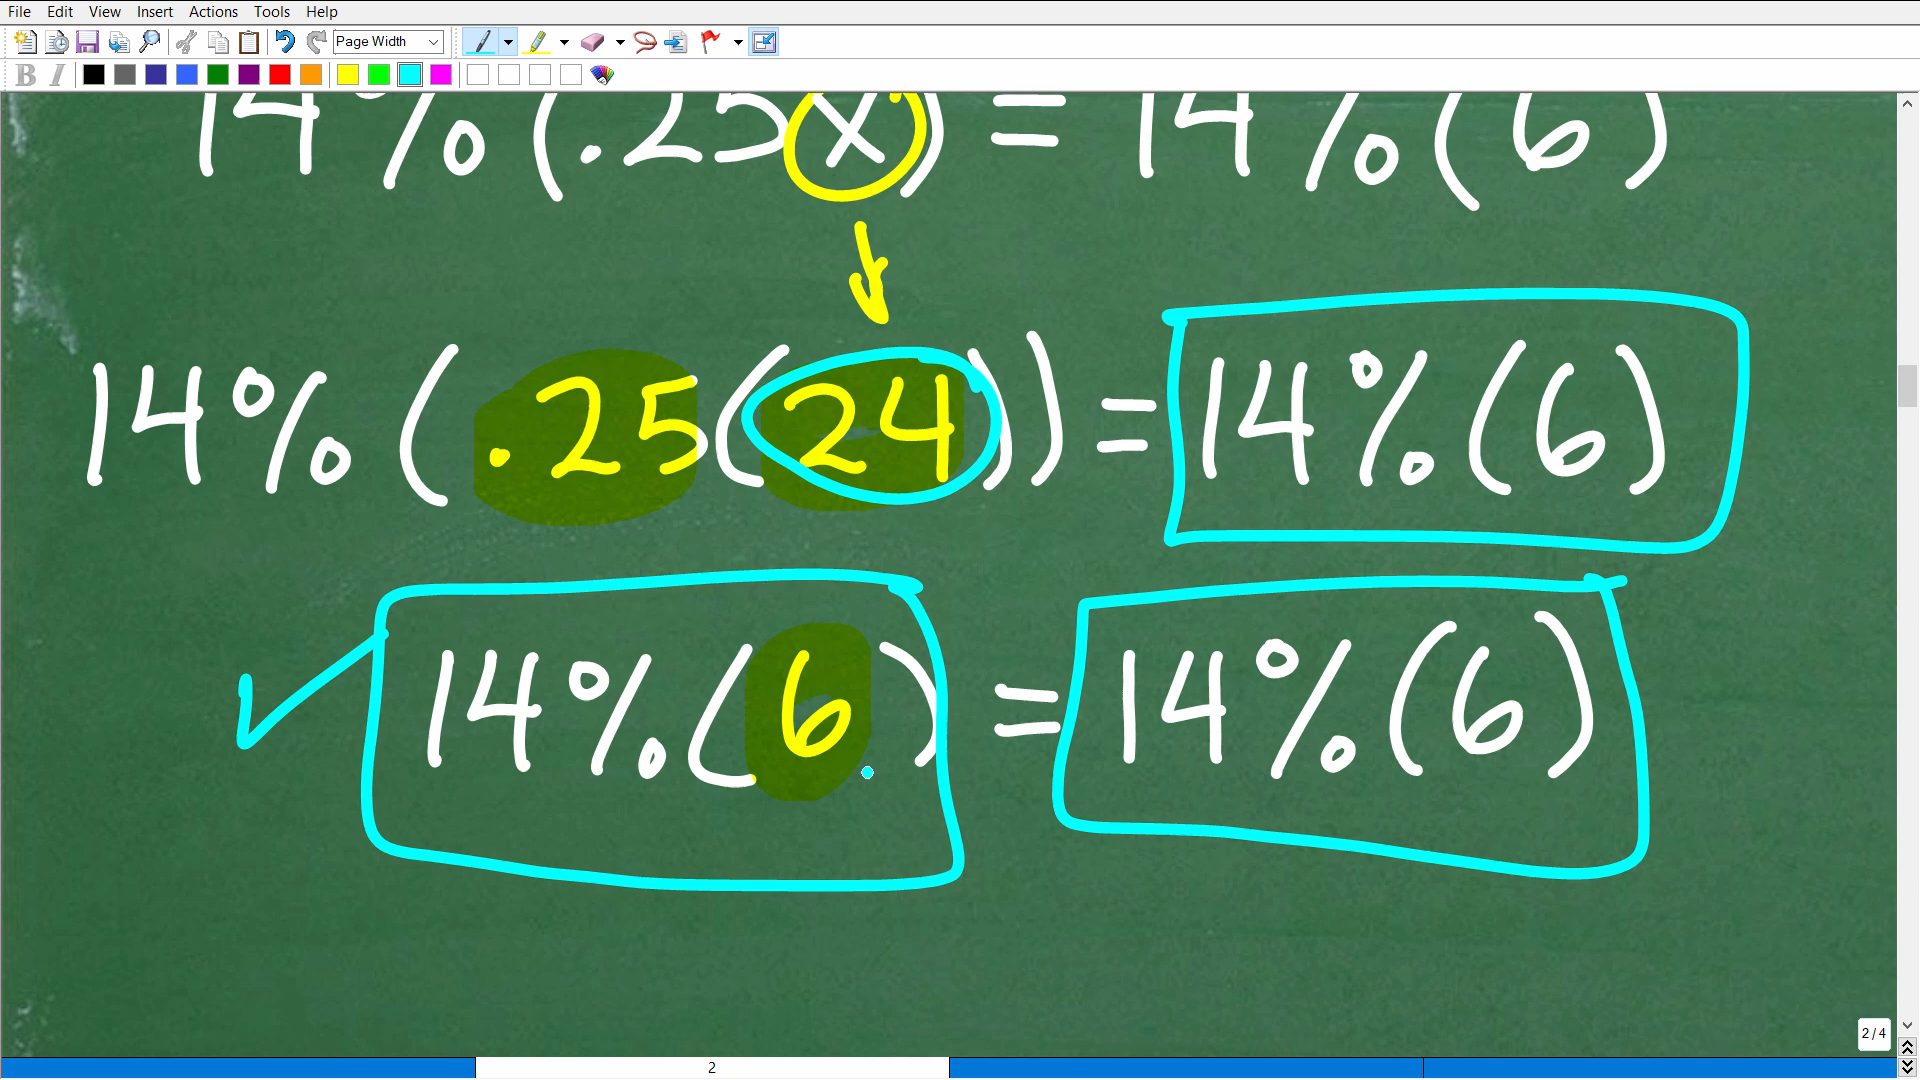 File Edit View Insert Actions Tools Help
Page Width
B I
14% (.25x) = 14% (6)
14% (.25(24)) = 14% (6)
14% (6) = 14% (6)
2 / 4
2